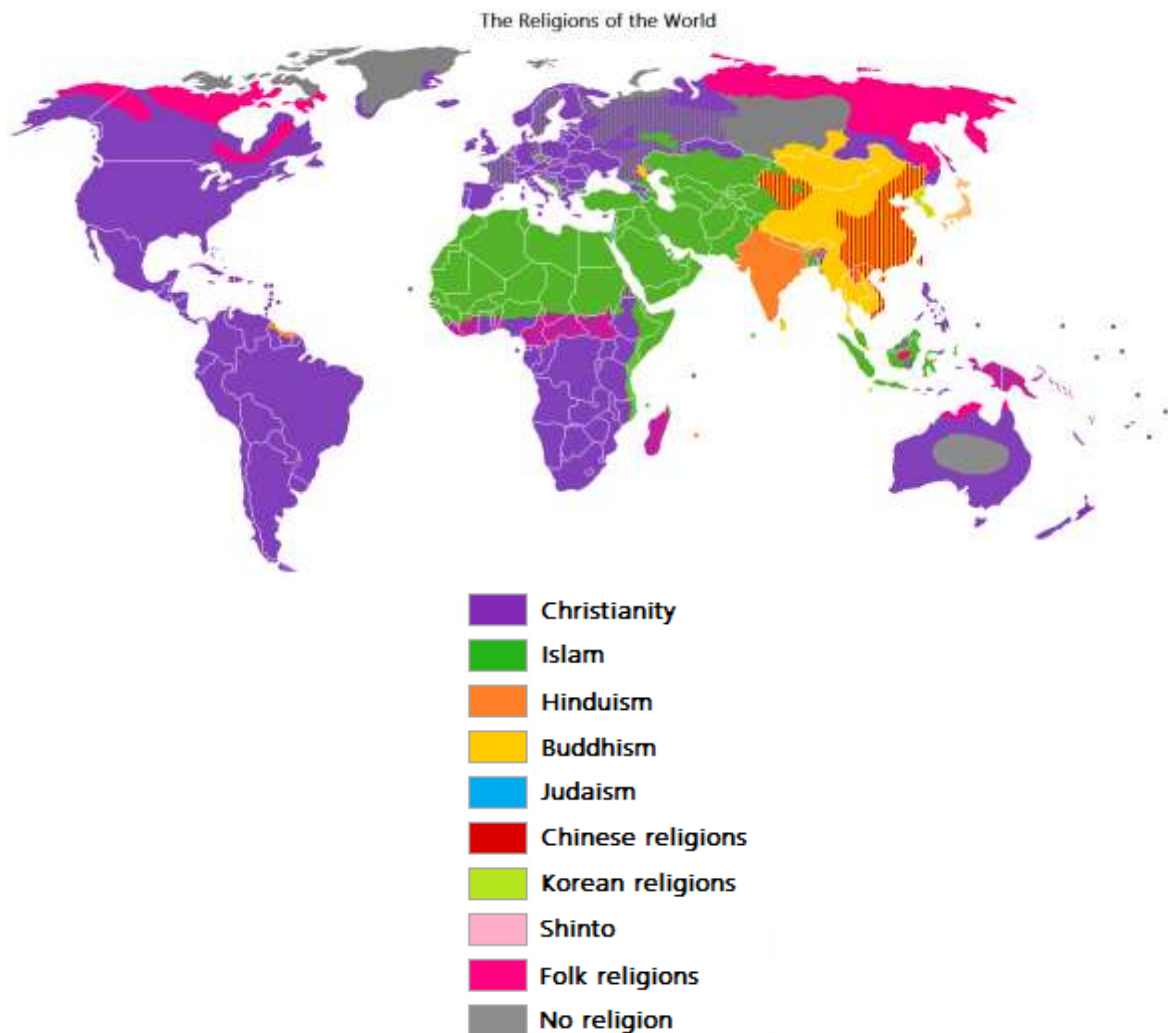 The Religions of the World
Christianity
Islam
Hinduism
Buddhism
Judaism
Chinese religions
Korean religions
Shinto
Folk religions
No religion